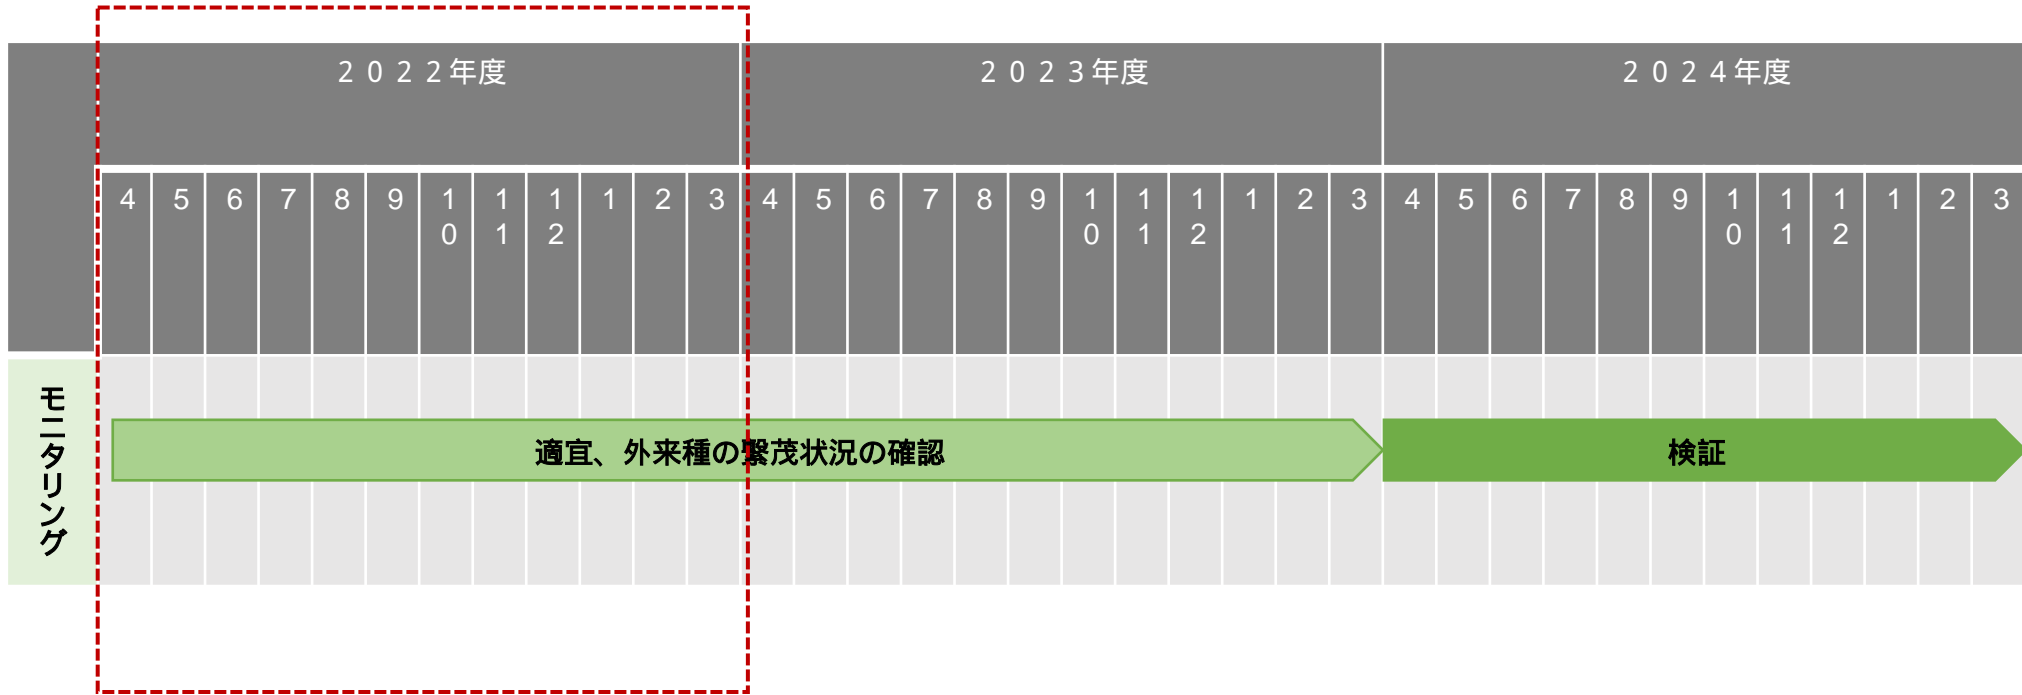 ２０２２年度 ２０２３年度 ２０２４年度
4 5 6 7 8 9 10 11 12 1 2 3 4 5 6 7 8 9 10 11 12 1 2 3 4 5 6 7 8 9 10 11 12 1 2 3
モニタリング
適宜、外来種の繁茂状況の確認
検証